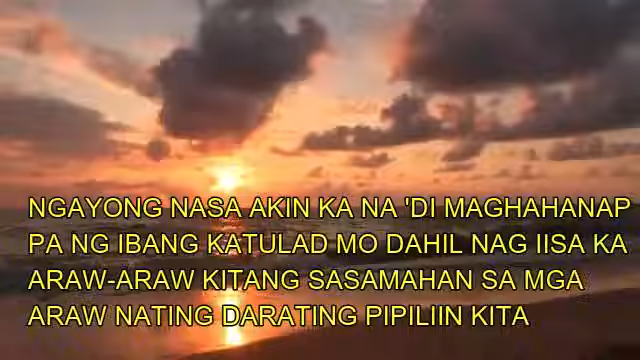 NGAYONG NASA AKIN KA NA 'DI MAGHAHANAP
PA NG IBANG KATULAD MO DAHIL NAG IISA KA
ARAW-ARAW KITANG SASAMAHAN SA MGA
ARAW NATING DARATING PIPILIIN KITA